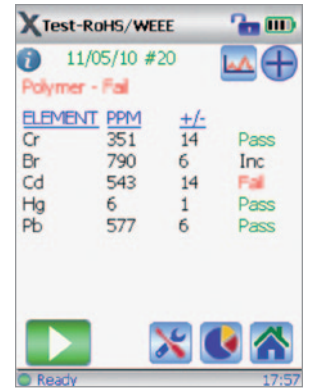 XTest-RoHS/WEEE
11/05/10 #20
Polymer - Fail
ELEMENT PPM +/-
Cr 351 14 Pass
Br 790 6 Inc
Cd 543 14 Fail
Hg 6 1 Pass
Pb 577 6 Pass
Ready 17:57